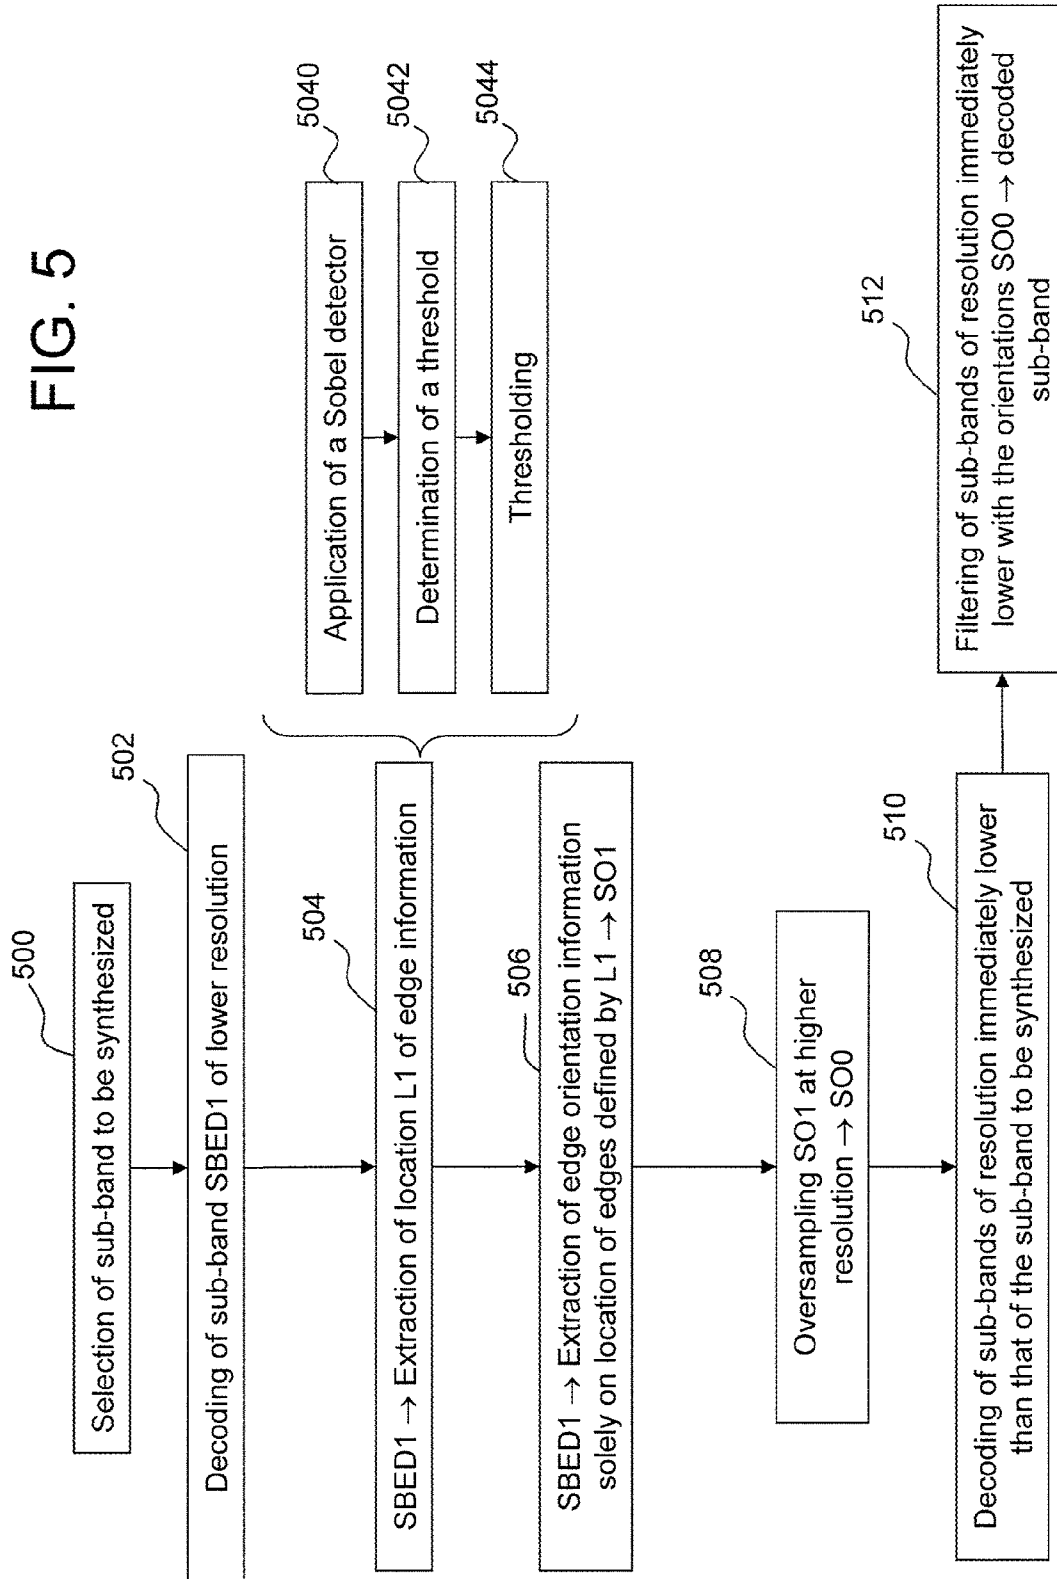 FIG. 5
500
Selection of sub-band to be synthesized
502
Decoding of sub-band SBED1 of lower resolution
504
SBED1 → Extraction of location L1 of edge information
5040
Application of a Sobel detector
5042
Determination of a threshold
5044
Thresholding
506
SBED1 → Extraction of edge orientation information
solely on location of edges defined by L1 → SO1
508
Oversampling SO1 at higher
resolution → SO0
510
Decoding of sub-bands of resolution immediately lower
than that of the sub-band to be synthesized
512
Filtering of sub-bands of resolution immediately
lower with the orientations SO0 → decoded
sub-band